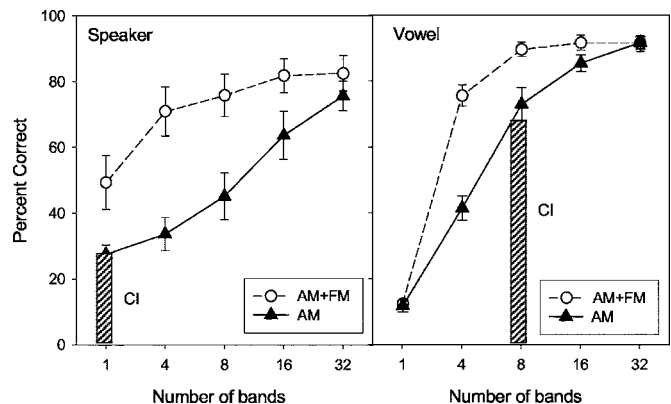 Speaker
Vowel
Percent Correct
100
80
60
40
20
0
CI
AM+FM
AM
CI
AM+FM
AM
1 4 8 16 32
1 4 8 16 32
Number of bands
Number of bands